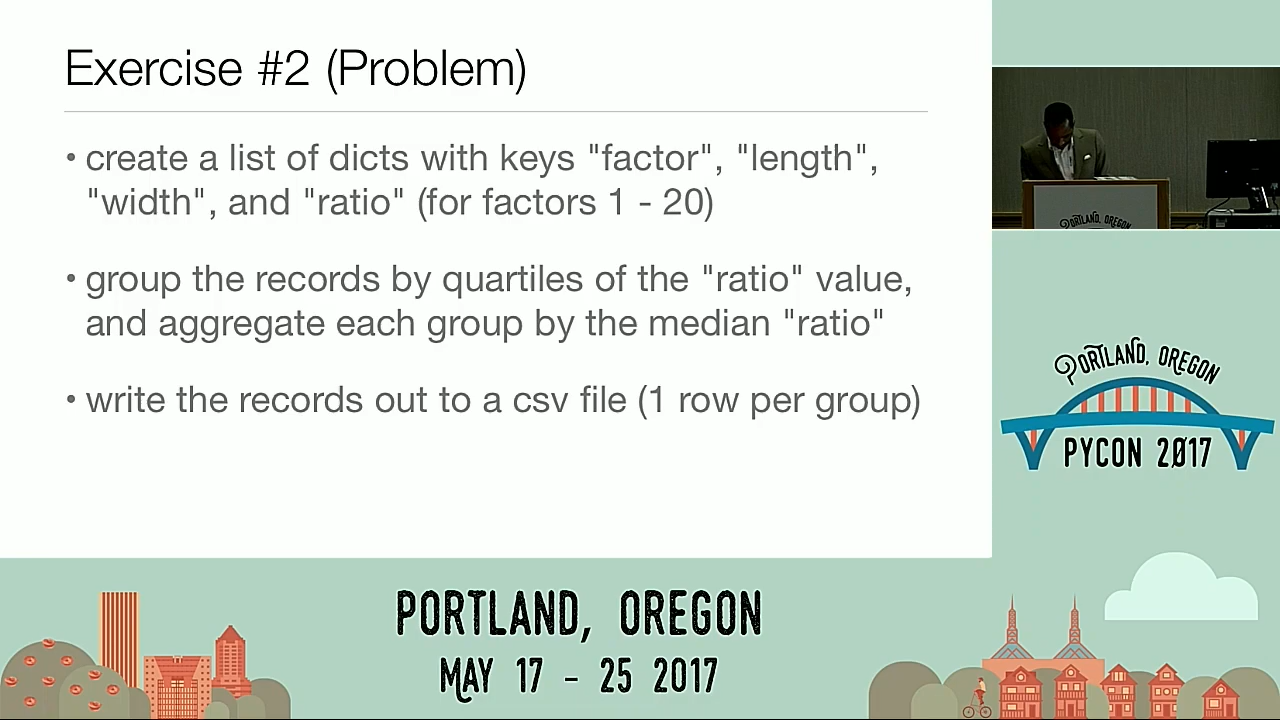 Exercise #2 (Problem)
• create a list of dicts with keys "factor", "length",
"width", and "ratio" (for factors 1 - 20)
• group the records by quartiles of the "ratio" value,
and aggregate each group by the median "ratio"
• write the records out to a csv file (1 row per group)
PORTLAND, OREGON
PORTLAND, OREGON
PYCON 2017
PORTLAND, OREGON
MAY 17 - 25 2017